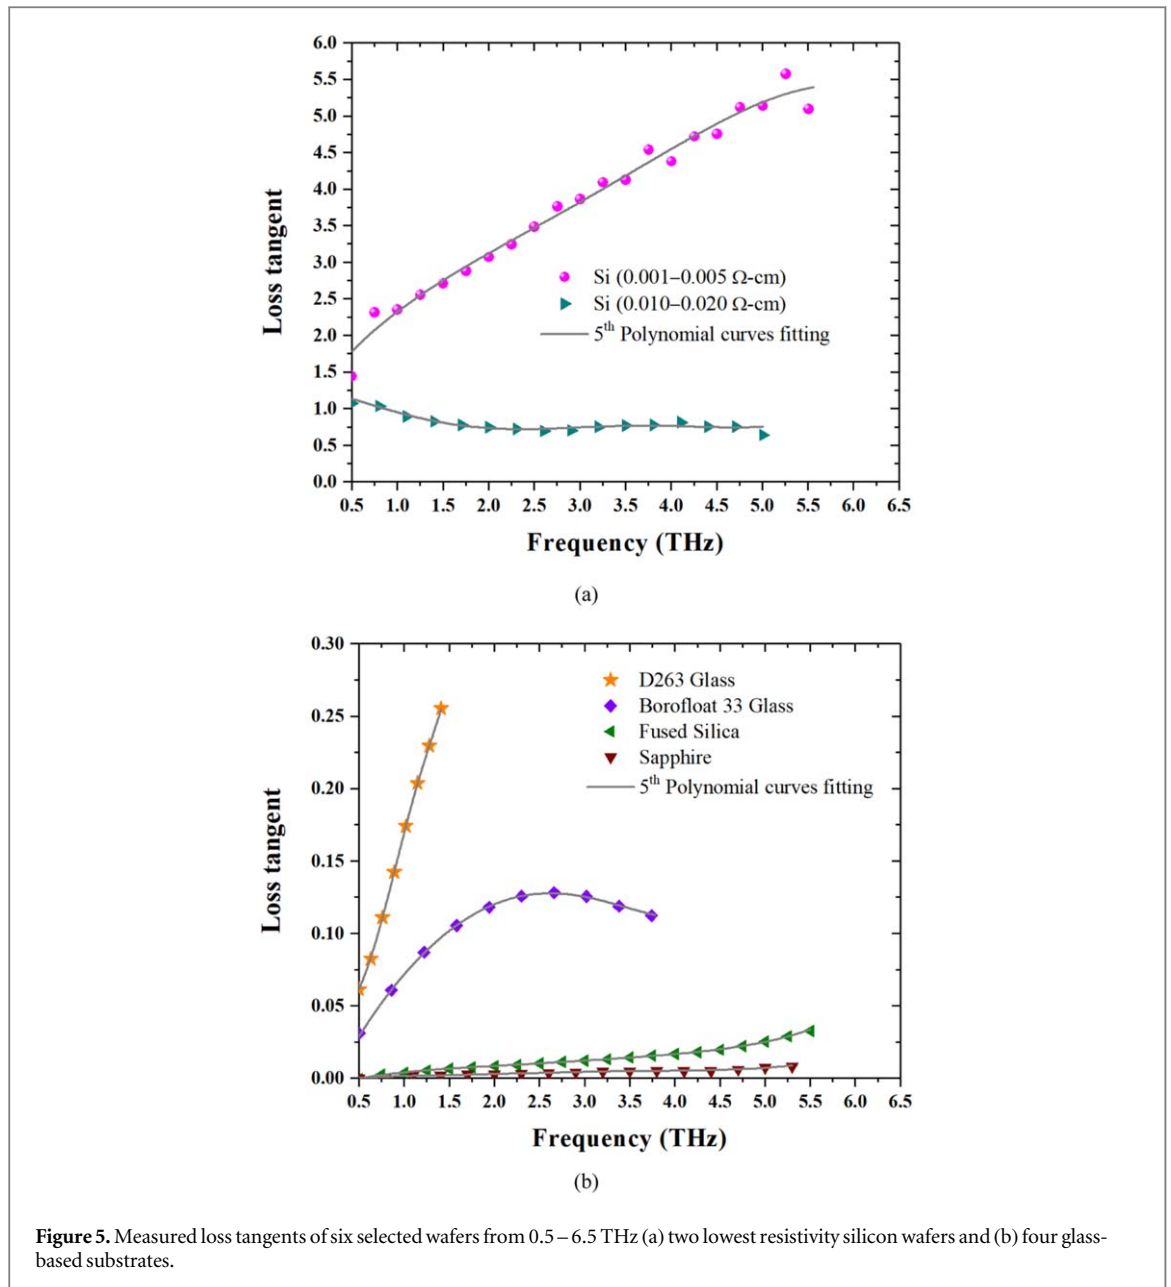 6.0
5.5
5.0
4.5
4.0
3.5
3.0
2.5
2.0
1.5
1.0
0.5
0.0
Loss tangent
Si (0.001–0.005 Ω-cm)
Si (0.010–0.020 Ω-cm)
5th Polynomial curves fitting
0.5 1.0 1.5 2.0 2.5 3.0 3.5 4.0 4.5 5.0 5.5 6.0 6.5
Frequency (THz)
(a)
0.30
0.25
0.20
0.15
0.10
0.05
0.00
Loss tangent
D263 Glass
Borofloat 33 Glass
Fused Silica
Sapphire
5th Polynomial curves fitting
0.5 1.0 1.5 2.0 2.5 3.0 3.5 4.0 4.5 5.0 5.5 6.0 6.5
Frequency (THz)
(b)
Figure 5. Measured loss tangents of six selected wafers from 0.5 – 6.5 THz (a) two lowest resistivity silicon wafers and (b) four glass-
based substrates.